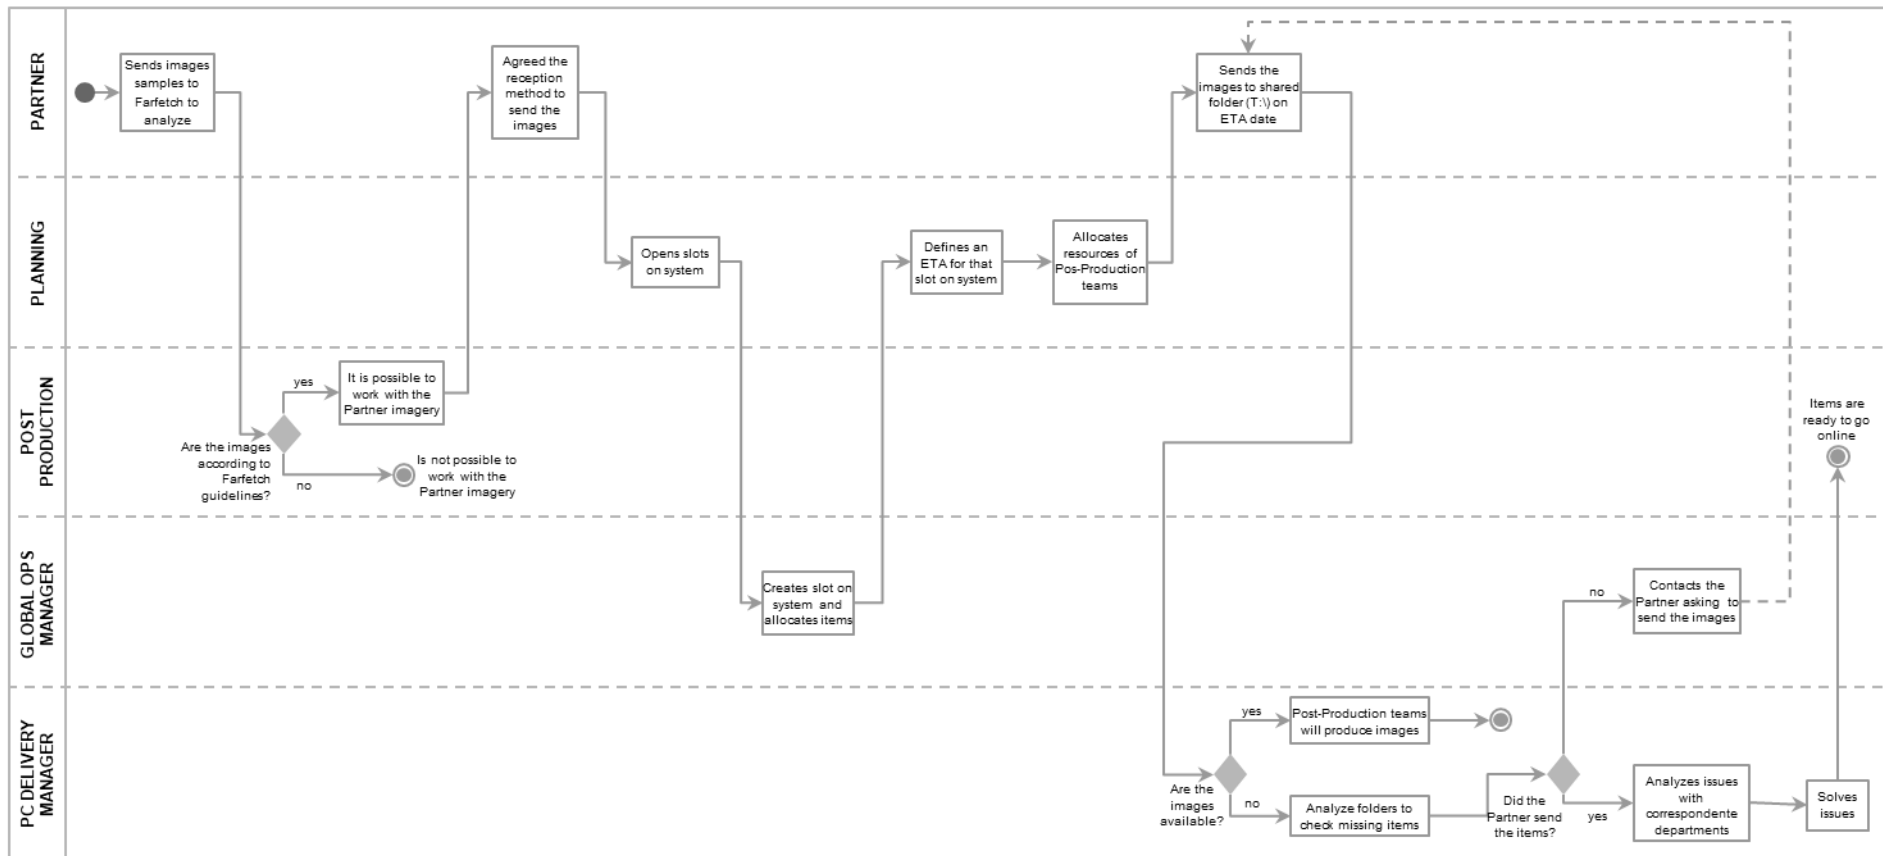 PARTNER
Sends images
samples to
Farfetch to
analyze
Agreed the
reception
method to
send the
images
Sends the
images to shared
folder (T:\) on
ETA date
PLANNING
Opens slots
on system
Defines an
ETA for that
slot on system
Allocates
resources of
Pos-Production
teams
POST
PRODUCTION
Are the images
according to
Farfetch
guidelines?
yes
It is possible to
work with the
Partner imagery
no
Is not possible to
work with the
Partner imagery
Items are
ready to go
online
GLOBAL OPS
MANAGER
Creates slot on
system and
allocates items
no
Contacts the
Partner asking to
send the images
PC DELIVERY
MANAGER
Are the
images
available?
yes
Post-Production teams
will produce images
no
Analyze folders to
check missing items
Did the
Partner send
the items?
yes
Analyzes issues
with
correspondente
departments
Solves
issues